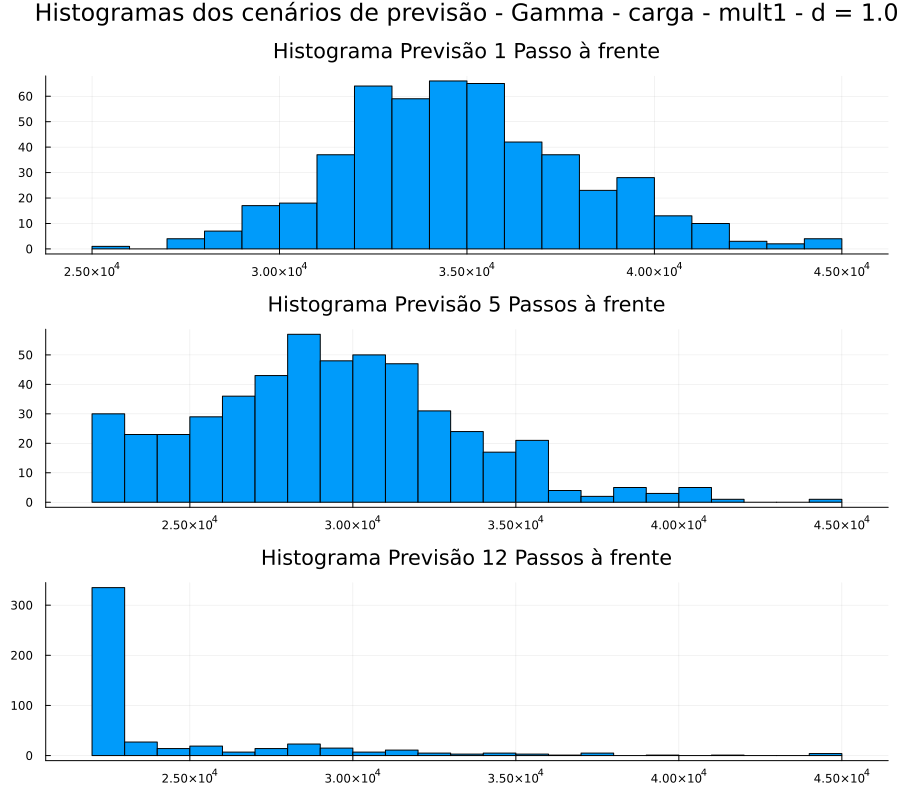 Histogramas dos cenários de previsão - Gamma - carga - mult1 - d = 1.0
Histograma Previsão 1 Passo à frente
60
50
40
30
20
10
0
2.50×10⁴ 3.00×10⁴ 3.50×10⁴ 4.00×10⁴ 4.50×10⁴
Histograma Previsão 5 Passos à frente
50
40
30
20
10
0
2.50×10⁴ 3.00×10⁴ 3.50×10⁴ 4.00×10⁴ 4.50×10⁴
Histograma Previsão 12 Passos à frente
300
200
100
0
2.50×10⁴ 3.00×10⁴ 3.50×10⁴ 4.00×10⁴ 4.50×10⁴